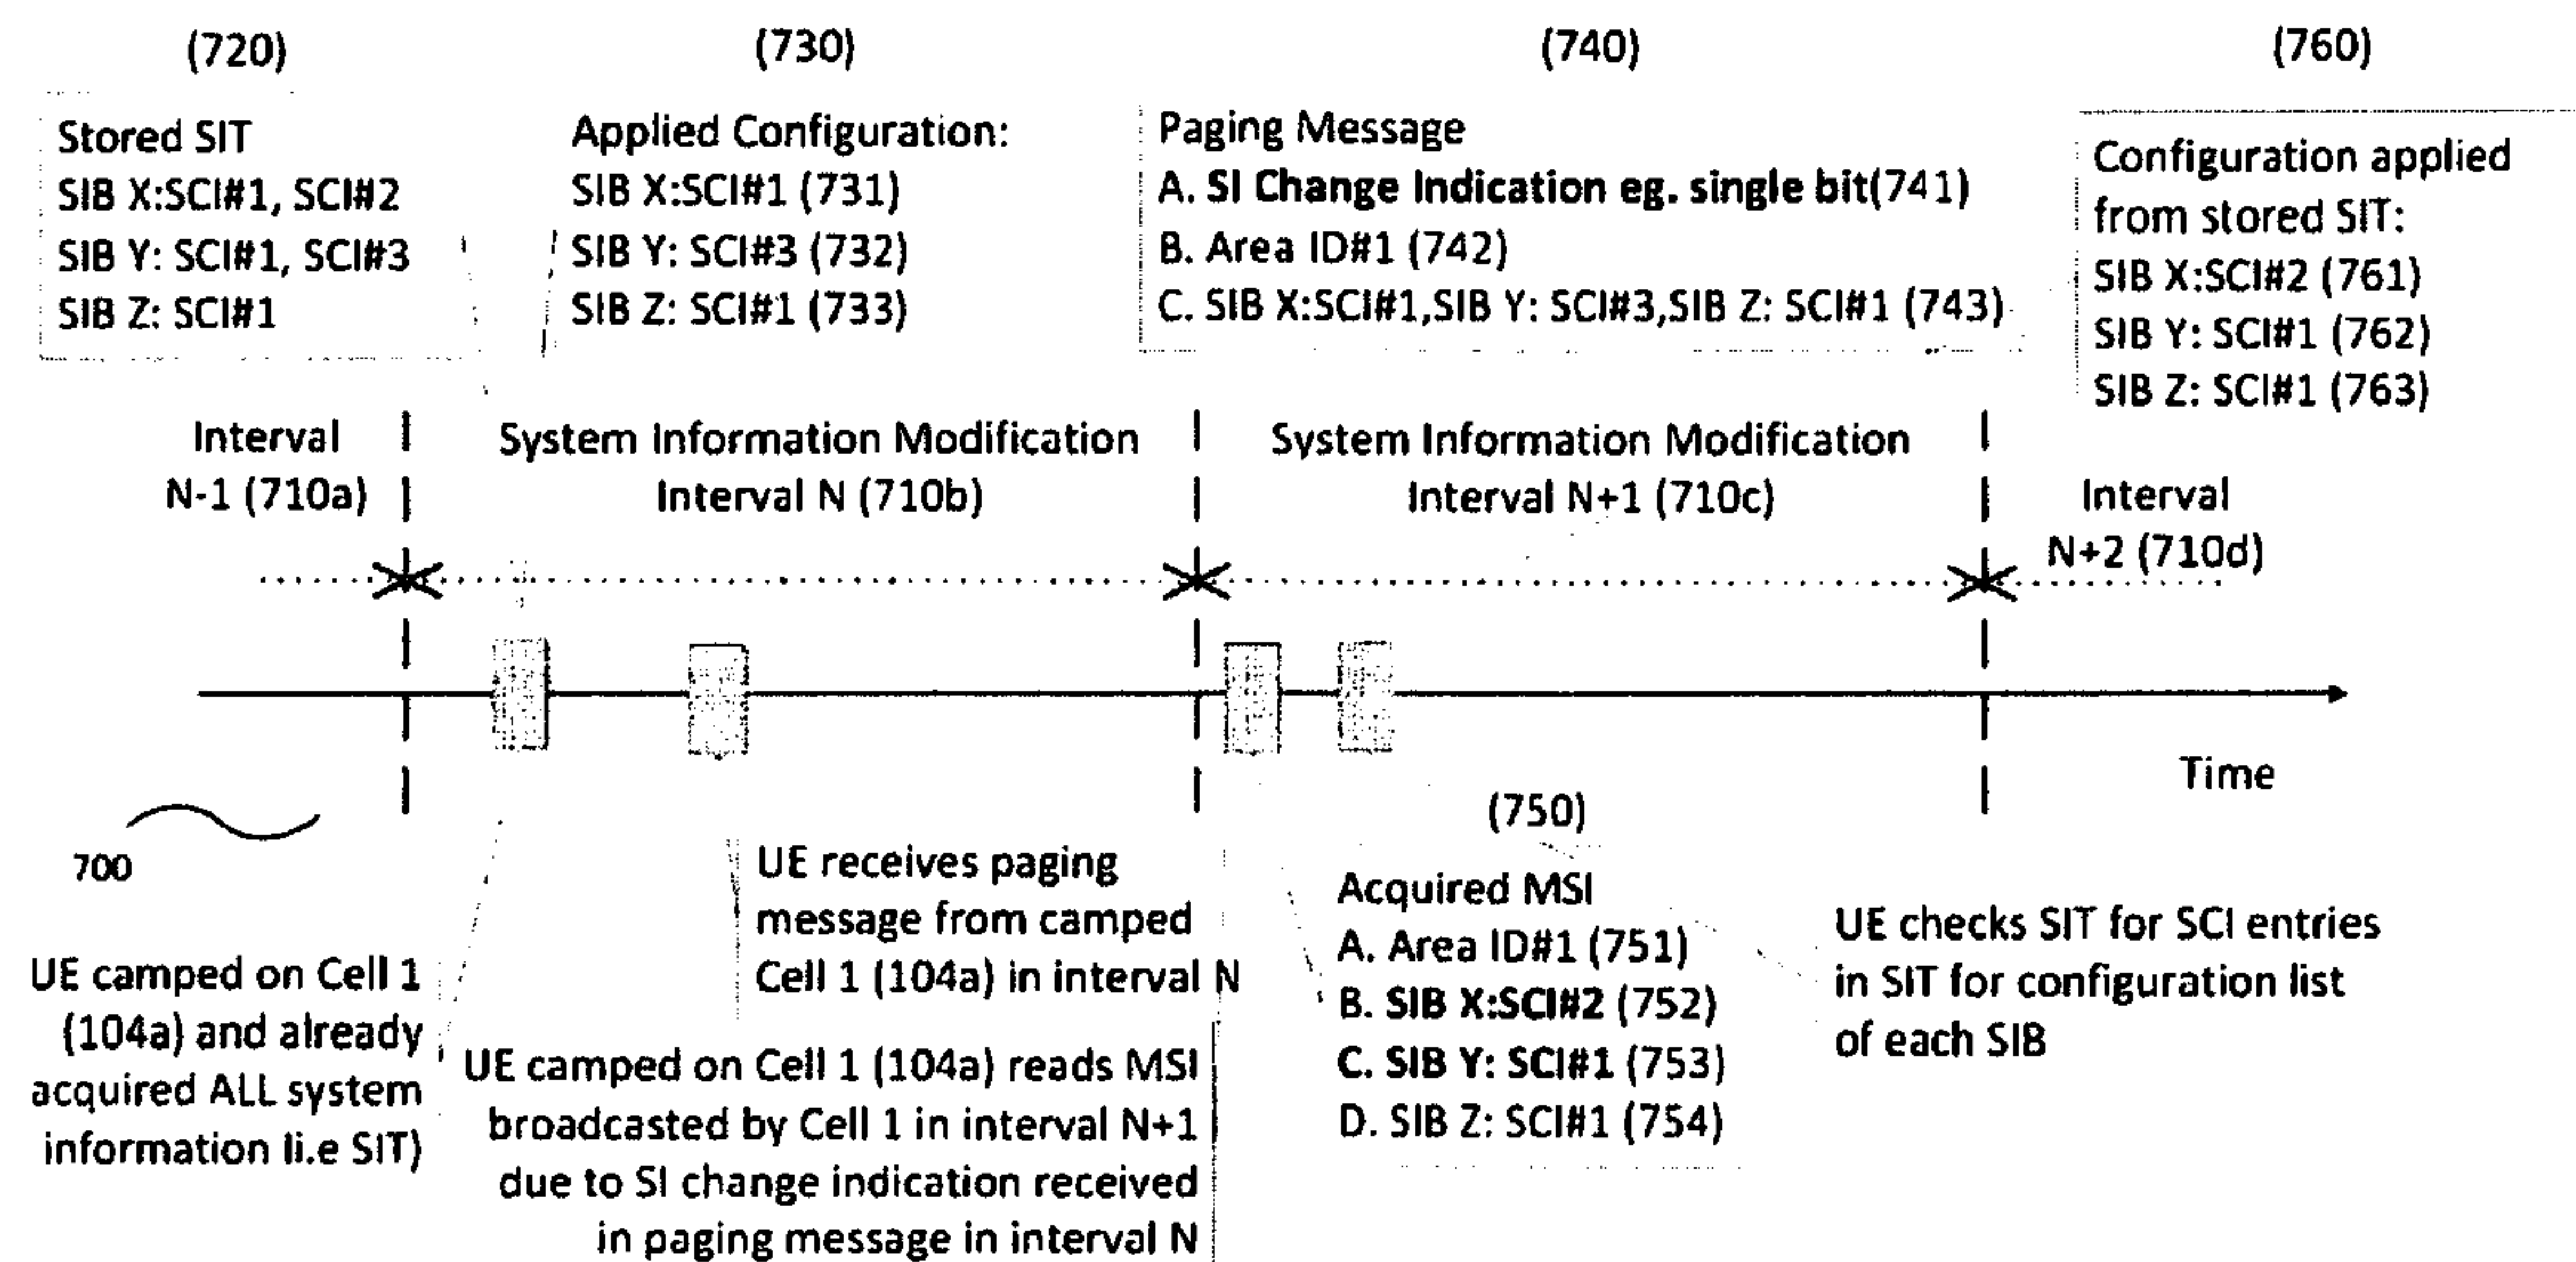 (720)
(730)
(740)
(760)
Stored SIT
SIB X:SCI#1, SCI#2
SIB Y: SCI#1, SCI#3
SIB Z: SCI#1
Applied Configuration:
SIB X:SCI#1 (731)
SIB Y: SCI#3 (732)
SIB Z: SCI#1 (733)
Paging Message
A. SI Change Indication eg. single bit(741)
B. Area ID#1 (742)
C. SIB X:SCI#1,SIB Y: SCI#3,SIB Z: SCI#1 (743)
Configuration applied
from stored SIT:
SIB X:SCI#2 (761)
SIB Y: SCI#1 (762)
SIB Z: SCI#1 (763)
Interval
N-1 (710a)
System Information Modification
Interval N (710b)
System Information Modification
Interval N+1 (710c)
Interval
N+2 (710d)
Time
700
UE camped on Cell 1
(104a) and already
acquired ALL system
information Ii.e SIT)
UE receives paging
message from camped
Cell 1 (104a) in interval N
UE camped on Cell 1 (104a) reads MSI
broadcasted by Cell 1 in interval N+1
due to SI change indication received
in paging message in interval N
(750)
Acquired MSI
A. Area ID#1 (751)
B. SIB X:SCI#2 (752)
C. SIB Y: SCI#1 (753)
D. SIB Z: SCI#1 (754)
UE checks SIT for SCI entries
in SIT for configuration list
of each SIB